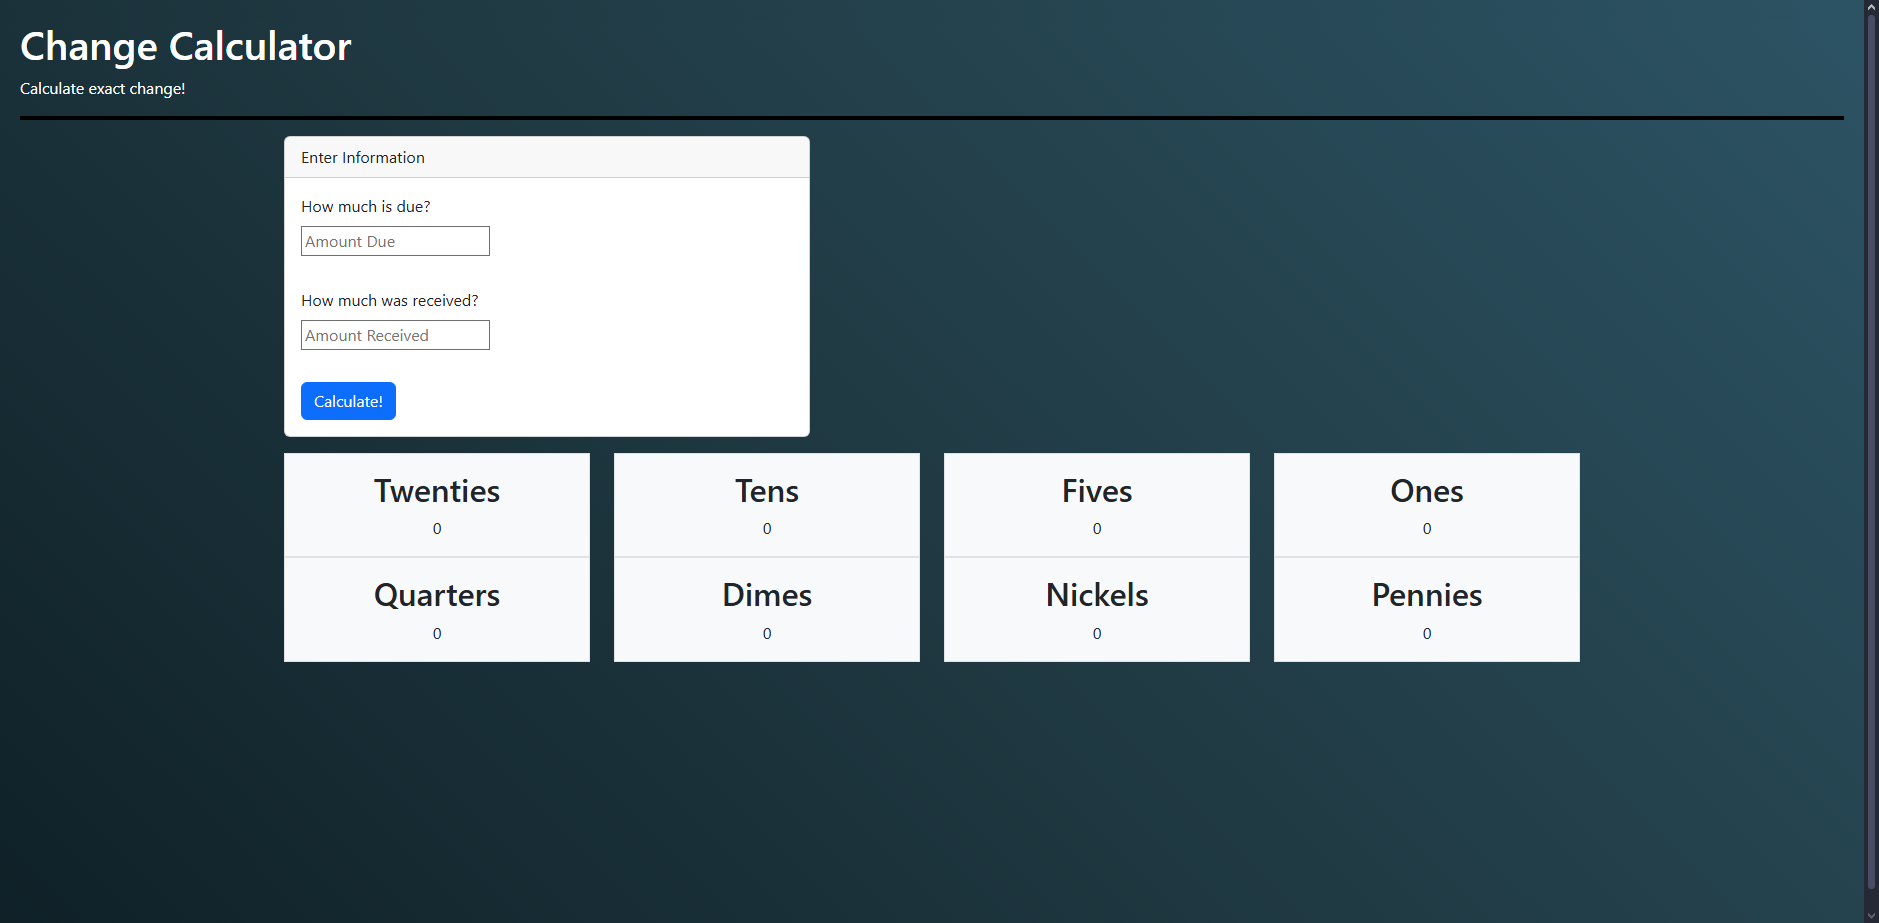 Change Calculator
Calculate exact change!
Enter Information
How much is due?
Amount Due
How much was received?
Amount Received
Calculate!
Twenties Tens Fives Ones
0 0 0 0
Quarters Dimes Nickels Pennies
0 0 0 0